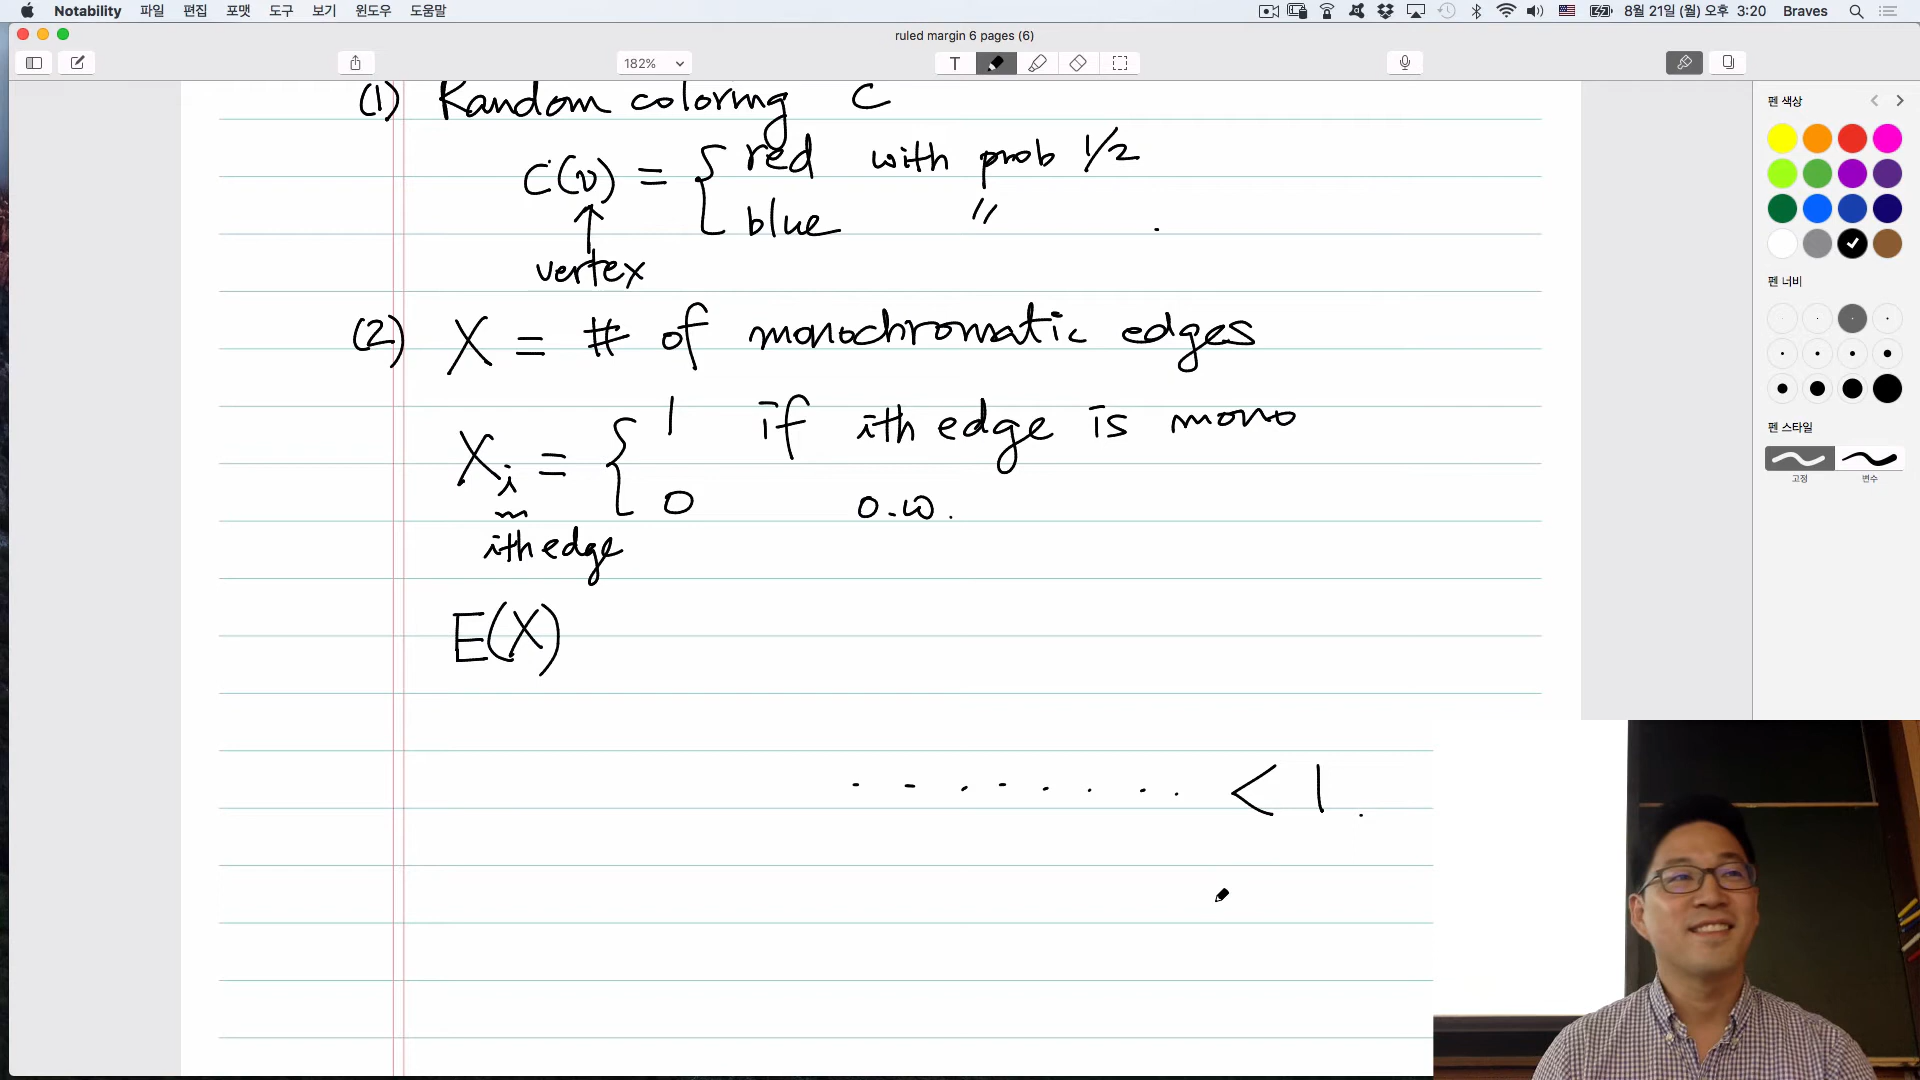 Notability 파일 편집 포맷 도구 보기 윈도우 도움말 8월 21일 (월) 오후 3:20 Braves
ruled margin 6 pages (6)
182% T
펜 색상
(1) Random coloring C
C(v) = { red with prob 1/2
blue 〃 .
vertex
펜 너비
(2) X = # of monochromatic edges
펜 스타일
고정 변수
X_i = { 1 if ith edge is mono
0 o.w.
ith edge
E(X)
. . . . . . . . < 1.